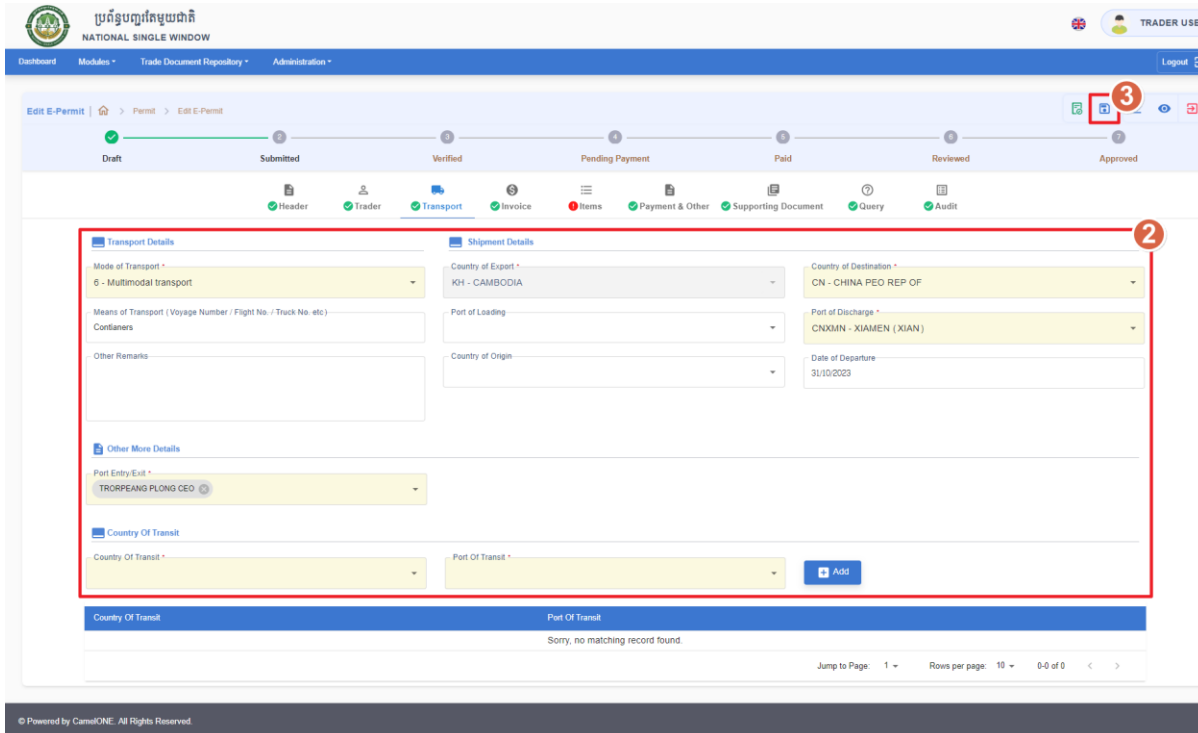 ប្រព័ន្ធបញ្ជរតែមួយជាតិ
NATIONAL SINGLE WINDOW
TRADER USE
Dashboard Modules Trade Document Repository Administration Logout
Edit E-Permit | > Permit > Edit E-Permit
3
2 3 4 5 6 7
Draft Submitted Verified Pending Payment Paid Reviewed Approved
Header Trader Transport Invoice Items Payment & Other Supporting Document Query Audit
2
Transport Details Shipment Details
Mode of Transport * Country of Export * Country of Destination *
6 - Multimodal transport KH - CAMBODIA CN - CHINA PEO REP OF
Means of Transport ( Voyage Number / Flight No. / Truck No. etc) Port of Loading Port of Discharge *
Contianers CNXMN - XIAMEN ( XIAN )
Other Remarks Country of Origin Date of Departure
31/10/2023
Other More Details
Port Entry/Exit *
TRORPEANG PLONG CEO
Country Of Transit
Country Of Transit * Port Of Transit *
Add
Country Of Transit Port Of Transit
Sorry, no matching record found.
Jump to Page: 1 Rows per page: 10 0-0 of 0 < >
© Powered by CamelONE. All Rights Reserved.